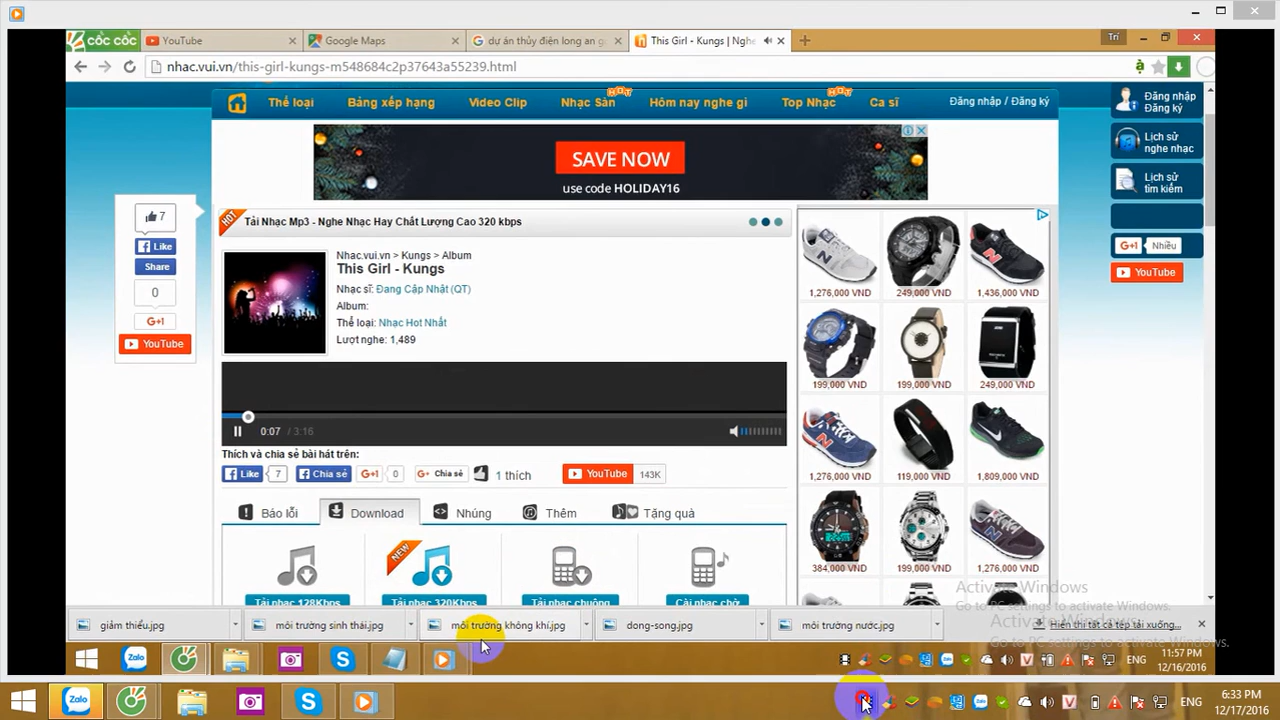 cốc cốc
YouTube
Google Maps
dự án thủy điện long an g
This Girl - Kungs | Nghe
Trí
nhac.vui.vn/this-girl-kungs-m548684c2p37643a55239.html
Thể loại
Bảng xếp hạng
Video Clip
Nhạc Sàn
HOT
Hôm nay nghe gì
Top Nhạc
HOT
Ca sĩ
Đăng nhập / Đăng ký
Đăng nhập
Đăng ký
Lịch sử
nghe nhạc
Lịch sử
tìm kiếm
G+1 Nhiều
YouTube
SAVE NOW
use code HOLIDAY16
7
Like
Share
0
G+1
YouTube
HOT
Tải Nhạc Mp3 - Nghe Nhạc Hay Chất Lượng Cao 320 kbps
Nhac.vui.vn > Kungs > Album
This Girl - Kungs
Nhạc sĩ: Đang Cập Nhật (QT)
Album:
Thể loại: Nhạc Hot Nhất
Lượt nghe: 1,489
0:07 / 3:16
Thích và chia sẻ bài hát trên:
Like 7 Chia sẻ G+1 0 G+ Chia sẻ 1 thích YouTube 143K
Báo lỗi
Download
Nhúng
Thêm
Tặng quà
NEW
Tải nhạc 128Kbps
Tải nhạc 320Kbps
Tải nhạc chuông
Cài nhạc chờ
1,276,000 VND
249,000 VND
1,436,000 VND
199,000 VND
199,000 VND
249,000 VND
1,276,000 VND
119,000 VND
1,809,000 VND
384,000 VND
199,000 VND
1,276,000 VND
Activate Windows
Go to PC settings to activate Windows.
Activate Windows
Go to PC settings to activate Windows.
giảm thiểu.jpg
môi trường sinh thái.jpg
môi trường không khí.jpg
dong-song.jpg
môi trường nước.jpg
Hiển thị tất cả tệp tải xuống...
Zalo
ENG
11:57 PM
12/16/2016
Zalo
ENG
6:33 PM
12/17/2016